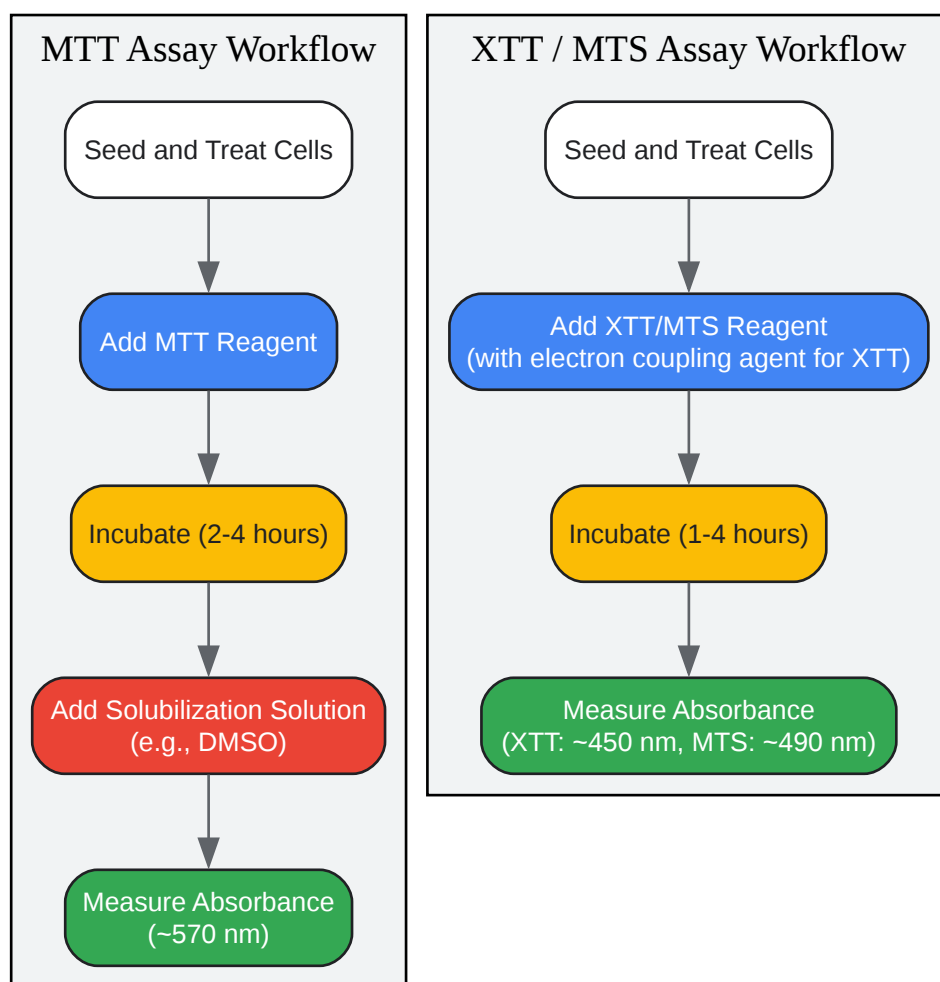 MTT Assay Workflow
Seed and Treat Cells
Add MTT Reagent
Incubate (2-4 hours)
Add Solubilization Solution
(e.g., DMSO)
Measure Absorbance
(~570 nm)
XTT / MTS Assay Workflow
Seed and Treat Cells
Add XTT/MTS Reagent
(with electron coupling agent for XTT)
Incubate (1-4 hours)
Measure Absorbance
(XTT: ~450 nm, MTS: ~490 nm)